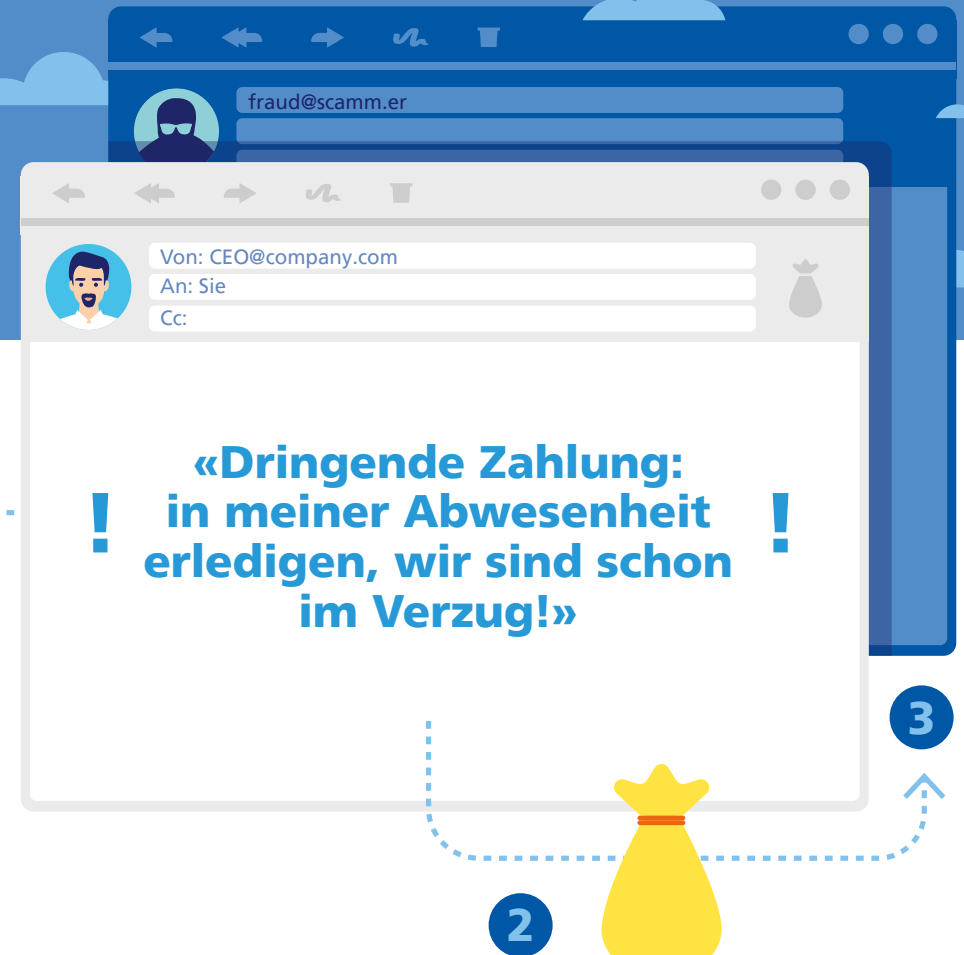 fraud@scamm.er
Von: CEO@company.com
An: Sie
Cc:
«Dringende Zahlung:
! in meiner Abwesenheit !
erledigen, wir sind schon
im Verzug!»
3
2